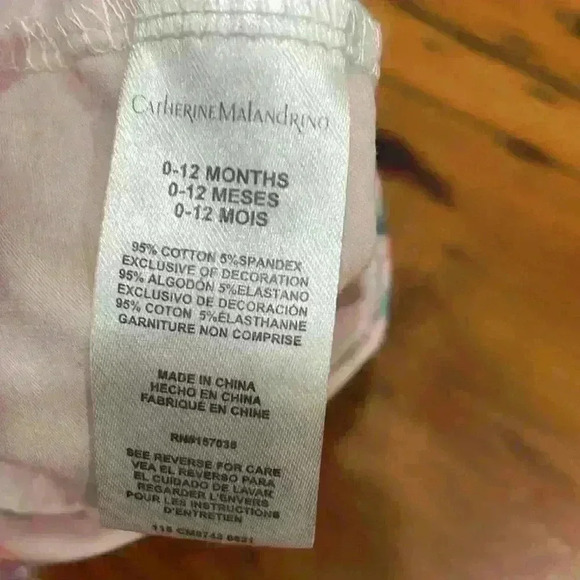 CATHERINE MALANDRINO
0-12 MONTHS
0-12 MESES
0-12 MOIS
95% COTTON 5%SPANDEX
EXCLUSIVE OF DECORATION
95% ALGODÓN 5%ELASTANO
EXCLUSIVO DE DECORACIÓN
95% COTON 5%ÉLASTHANNE
GARNITURE NON COMPRISE
MADE IN CHINA
HECHO EN CHINA
FABRIQUÉ EN CHINE
RN#157036
SEE REVERSE FOR CARE
VEA EL REVERSO PARA
EL CUIDADO DE LAVAR
REGARDER L'ENVERS
POUR LES INSTRUCTIONS
D'ENTRETIEN